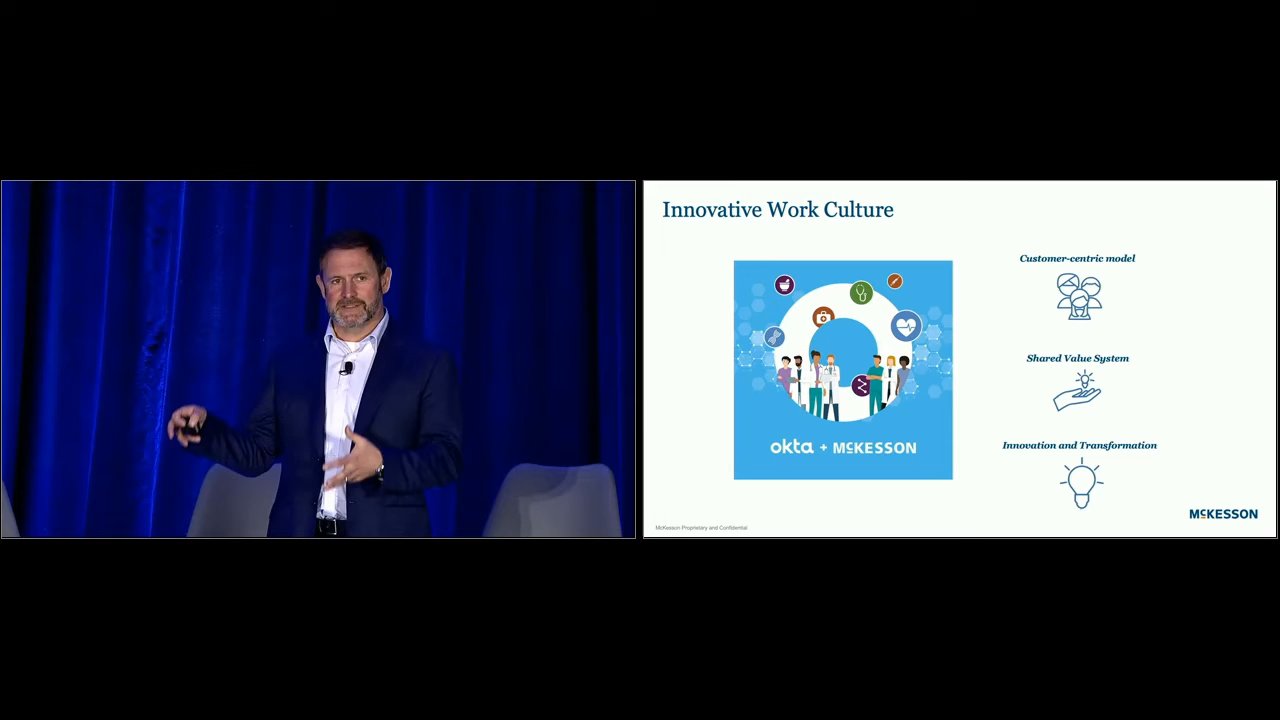 Innovative Work Culture
Customer-centric model
Shared Value System
okta + MCKESSON
Innovation and Transformation
MCKESSON
McKesson Proprietary and Confidential